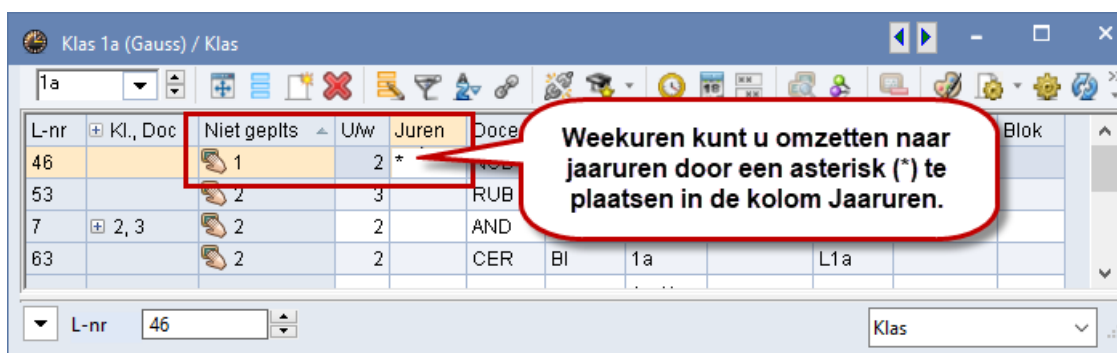 Klas 1a (Gauss) / Klas
1a
L-nr Kl., Doc Niet geplts U/w Juren Doce Blok
46 1 2 *
53 2 3 RUB
7 2, 3 2 2 AND
63 2 2 CER BI 1a L1a
Weekuren kunt u omzetten naar
jaaruren door een asterisk (*) te
plaatsen in de kolom Jaaruren.
L-nr 46 Klas